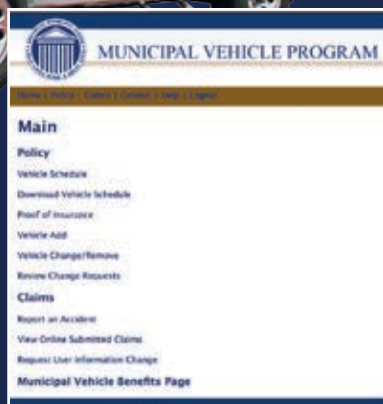 MUNICIPAL VEHICLE PROGRAM
Home | Policy | Claims | Contact | Help | Logout
Main
Policy
Vehicle Schedule
Download Vehicle Schedule
Proof of Insurance
Vehicle Add
Vehicle Change/Remove
Review Change Requests
Claims
Report an Accident
View Online Submitted Claims
Request User Information Change
Municipal Vehicle Benefits Page